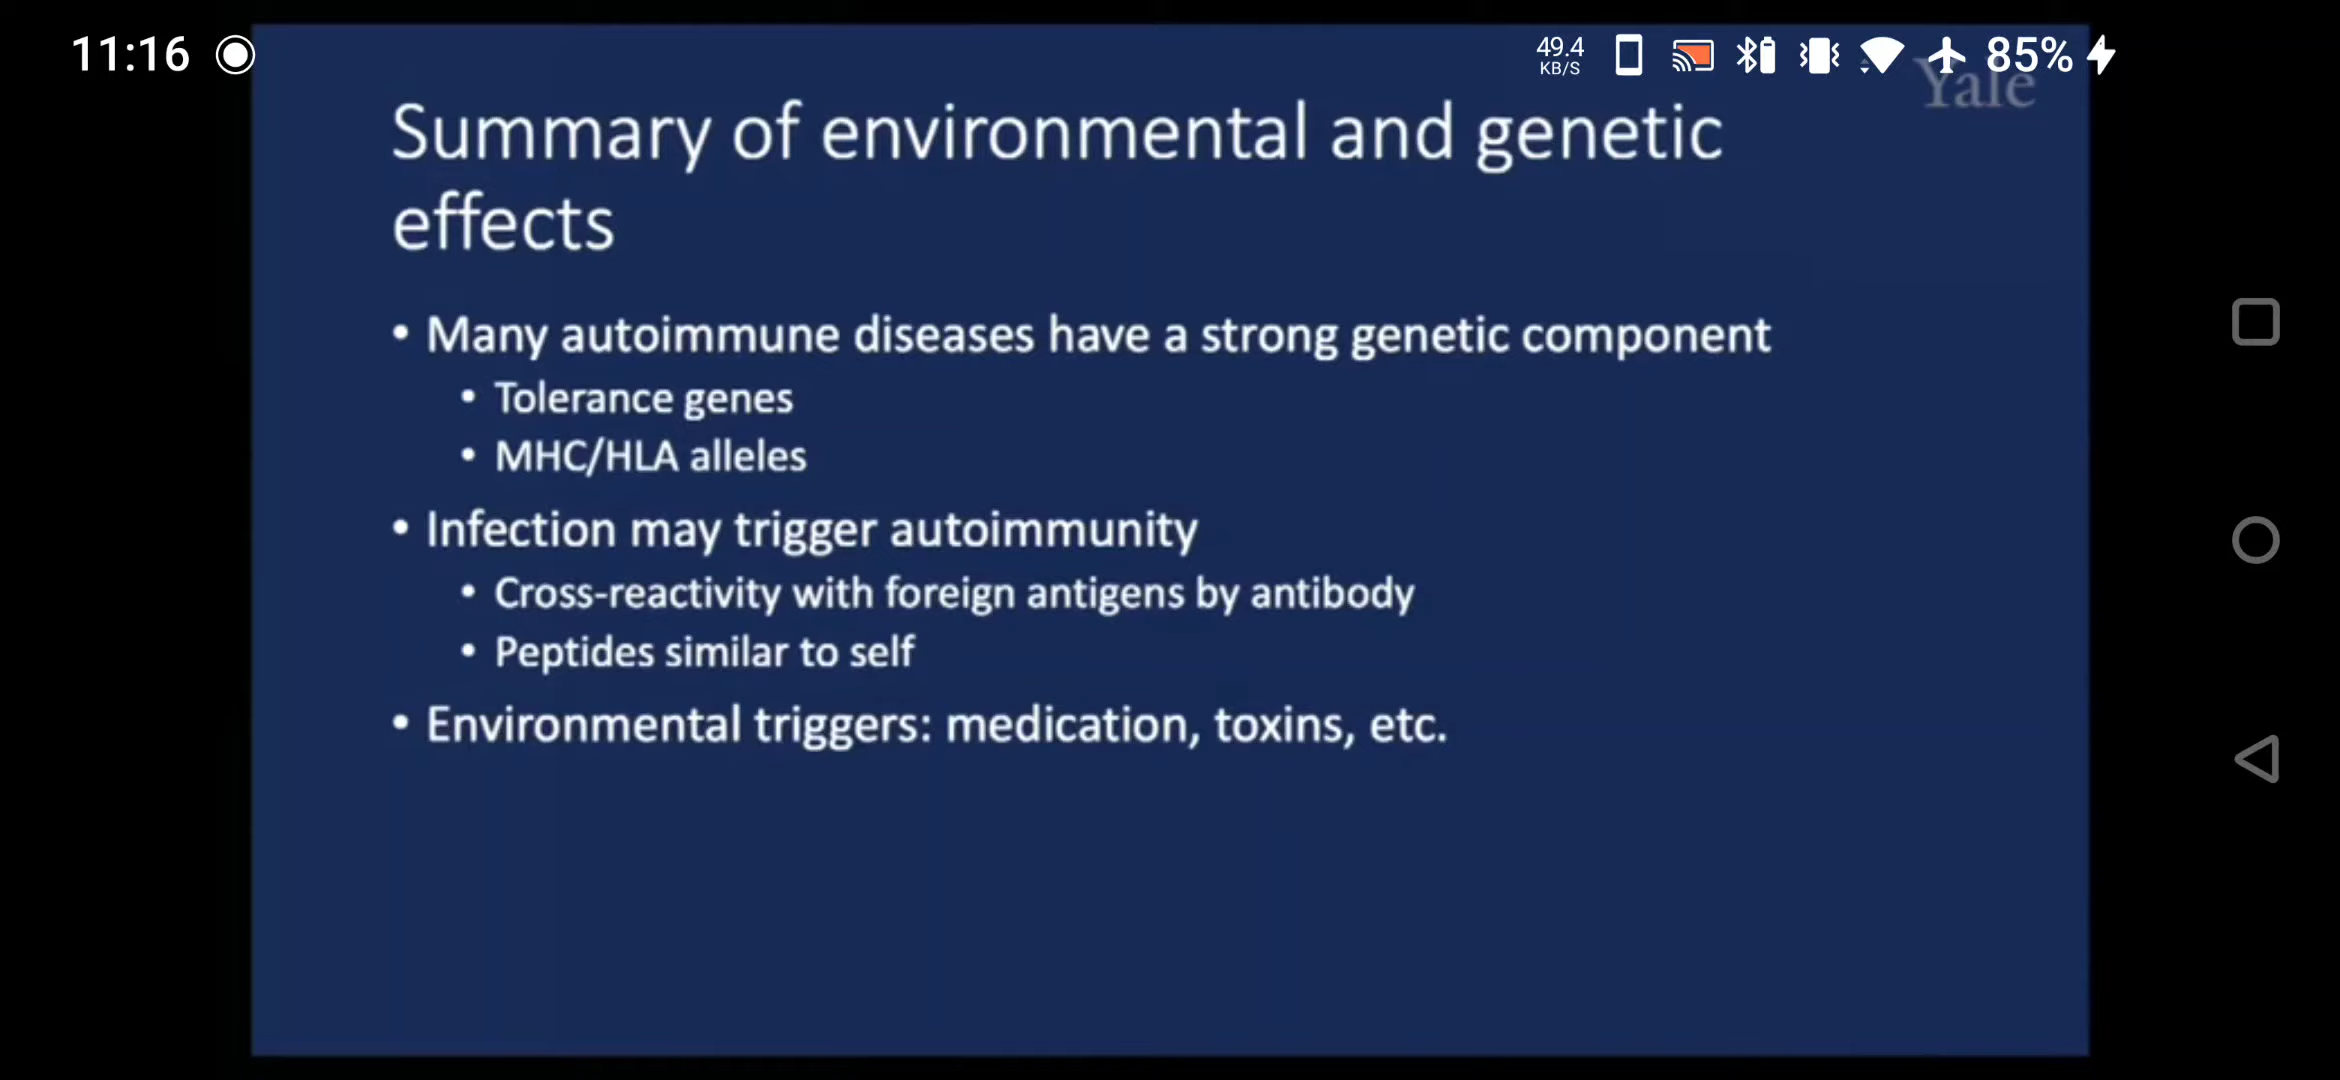 11:16
49.4
KB/S
85%
Yale
Summary of environmental and genetic
effects
• Many autoimmune diseases have a strong genetic component
• Tolerance genes
• MHC/HLA alleles
• Infection may trigger autoimmunity
• Cross-reactivity with foreign antigens by antibody
• Peptides similar to self
• Environmental triggers: medication, toxins, etc.